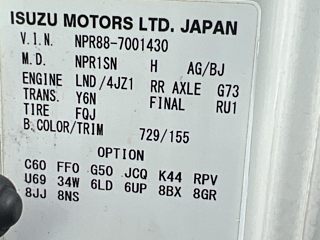 ISUZU MOTORS LTD. JAPAN
V.I.N. NPR88-7001430
M.D. NPR1SN H AG/BJ
ENGINE LND/4JZ1 RR AXLE G73
TRANS. Y6N FINAL RU1
TIRE FQJ
B.COLOR/TRIM 729/155
OPTION
C60 FF0 G50 JCQ K44 RPV
U69 34W 6LD 6UP 8BX 8GR
8JJ 8NS